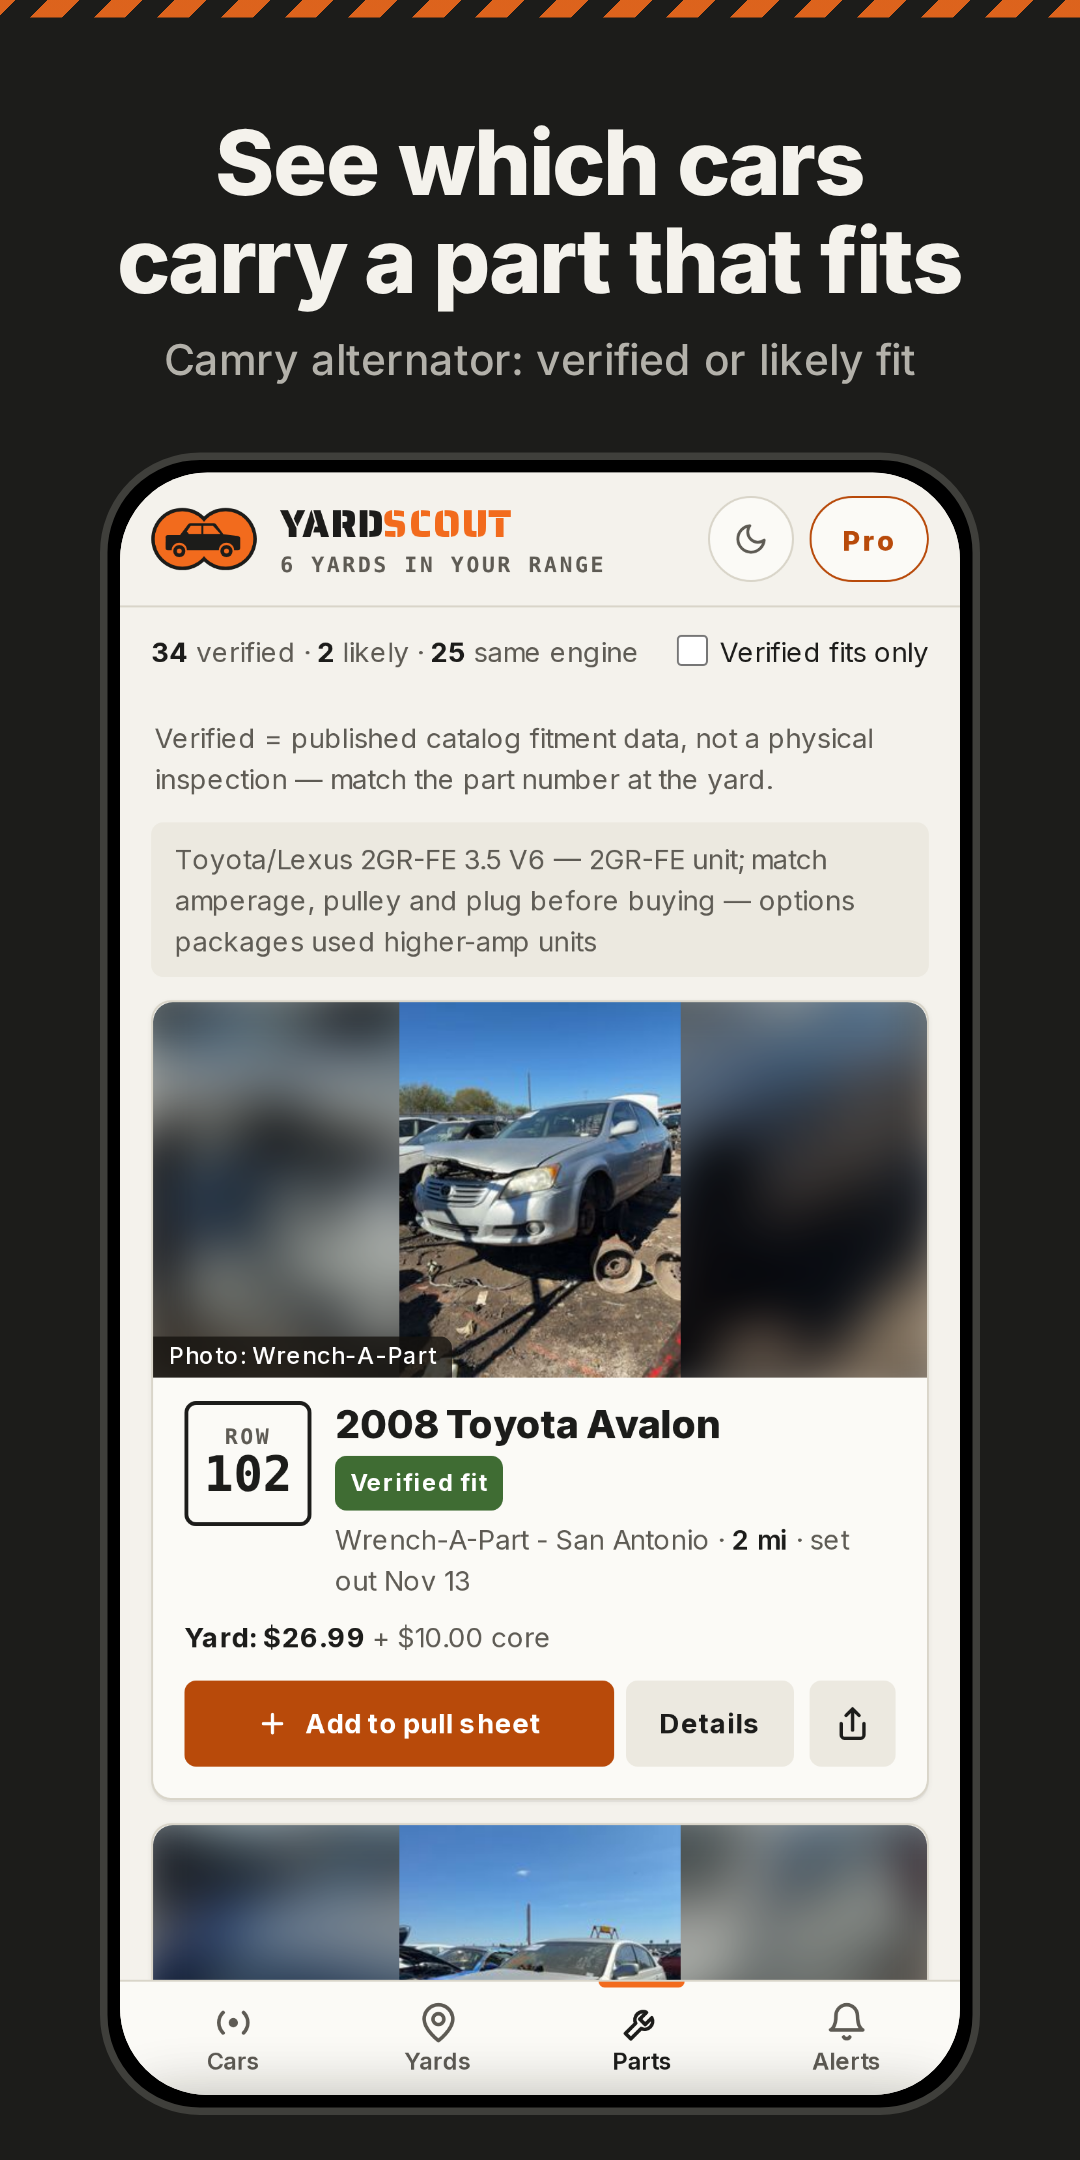 See which cars
carry a part that fits
Camry alternator: verified or likely fit
YARDSCOUT
6 YARDS IN YOUR RANGE
Pro
34 verified · 2 likely · 25 same engine
Verified fits only
Verified = published catalog fitment data, not a physical
inspection — match the part number at the yard.
Toyota/Lexus 2GR-FE 3.5 V6 — 2GR-FE unit; match
amperage, pulley and plug before buying — options
packages used higher-amp units
Photo: Wrench-A-Part
ROW
102
2008 Toyota Avalon
Verified fit
Wrench-A-Part - San Antonio · 2 mi · set
out Nov 13
Yard: $26.99 + $10.00 core
+ Add to pull sheet
Details
Cars
Yards
Parts
Alerts